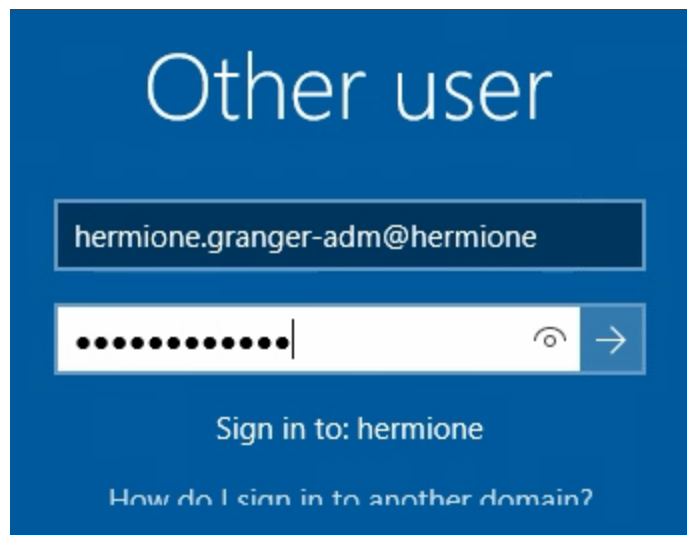 Other user
hermione.granger-adm@hermione
••••••••••••
Sign in to: hermione
How do I sign in to another domain?